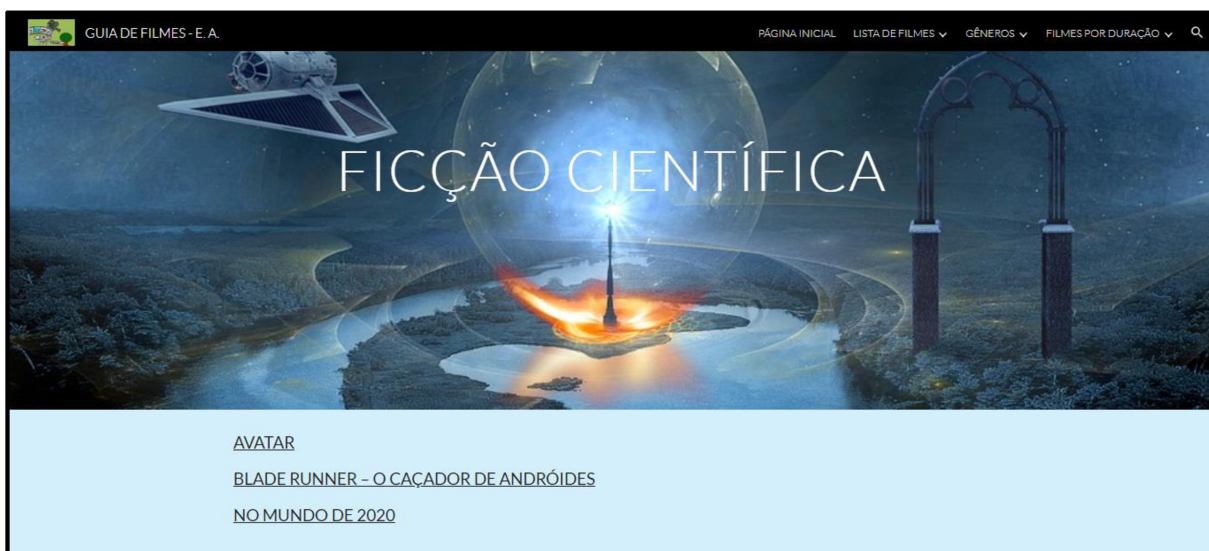 GUIA DE FILMES - E. A.
PÁGINA INICIAL LISTA DE FILMES GÊNEROS FILMES POR DURAÇÃO
FICÇÃO CIENTÍFICA
AVATAR
BLADE RUNNER – O CAÇADOR DE ANDRÓIDES
NO MUNDO DE 2020